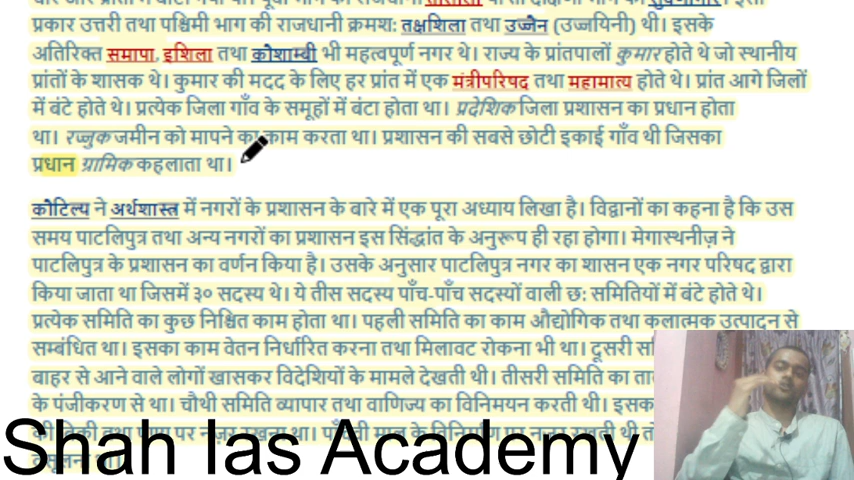 प्रकार उत्तरी तथा पश्चिमी भाग की राजधानी क्रमश: तक्षशिला तथा उज्जैन (उज्जयिनी) थी। इसके
अतिरिक्त समापा, इशिला तथा कौशाम्बी भी महत्वपूर्ण नगर थे। राज्य के प्रांतपालों कुमार होते थे जो स्थानीय
प्रांतों के शासक थे। कुमार की मदद के लिए हर प्रांत में एक मंत्रीपरिषद तथा महामात्य होते थे। प्रांत आगे जिलों
में बंटे होते थे। प्रत्येक जिला गाँव के समूहों में बंटा होता था। प्रदेशिक जिला प्रशासन का प्रधान होता
था। रज्जुक जमीन को मापने का काम करता था। प्रशासन की सबसे छोटी इकाई गाँव थी जिसका
प्रधान ग्रामिक कहलाता था।
कौटिल्य ने अर्थशास्त्र में नगरों के प्रशासन के बारे में एक पूरा अध्याय लिखा है। विद्वानों का कहना है कि उस
समय पाटलिपुत्र तथा अन्य नगरों का प्रशासन इस सिंद्धांत के अनुरूप ही रहा होगा। मेगास्थनीज़ ने
पाटलिपुत्र के प्रशासन का वर्णन किया है। उसके अनुसार पाटलिपुत्र नगर का शासन एक नगर परिषद द्वारा
किया जाता था जिसमें ३० सदस्य थे। ये तीस सदस्य पाँच-पाँच सदस्यों वाली छ: समितियों में बंटे होते थे।
प्रत्येक समिति का कुछ निश्चित काम होता था। पहली समिति का काम औद्योगिक तथा कलात्मक उत्पादन से
सम्बंधित था। इसका काम वेतन निर्धारित करना तथा मिलावट रोकना भी था। दूसरी
बाहर से आने वाले लोगों खासकर विदेशियों के मामले देखती थी। तीसरी समिति का
के पंजीकरण से था। चौथी समिति व्यापार तथा वाणिज्य का विनिमयन करती थी।
Shah Ias Academy